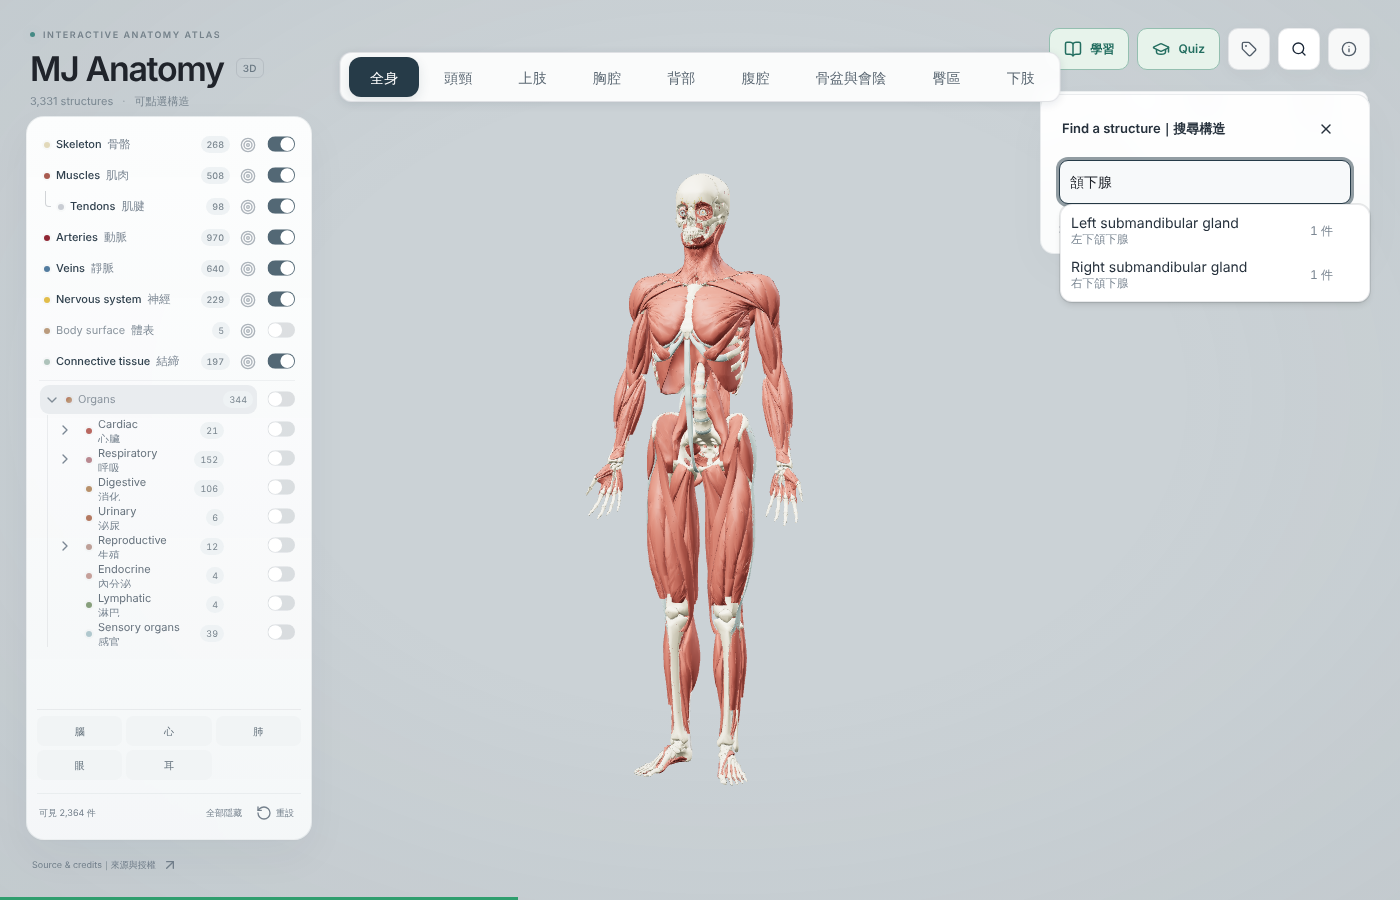 INTERACTIVE ANATOMY ATLAS
MJ Anatomy 3D
3,331 structures · 可點選構造
全身 頭頸 上肢 胸腔 背部 腹腔 骨盆與會陰 臀區 下肢
學習 Quiz
Find a structure | 搜尋構造
頷下腺
Left submandibular gland 1 件
左下頷下腺
Right submandibular gland 1 件
右下頷下腺
Skeleton 骨骼 268
Muscles 肌肉 508
Tendons 肌腱 98
Arteries 動脈 970
Veins 靜脈 640
Nervous system 神經 229
Body surface 體表 5
Connective tissue 結締 197
Organs 344
Cardiac 21
心臟
Respiratory 152
呼吸
Digestive 106
消化
Urinary 6
泌尿
Reproductive 12
生殖
Endocrine 4
內分泌
Lymphatic 4
淋巴
Sensory organs 39
感官
腦 心 肺
眼 耳
可見 2,364 件 全部隱藏 重設
Source & credits | 來源與授權